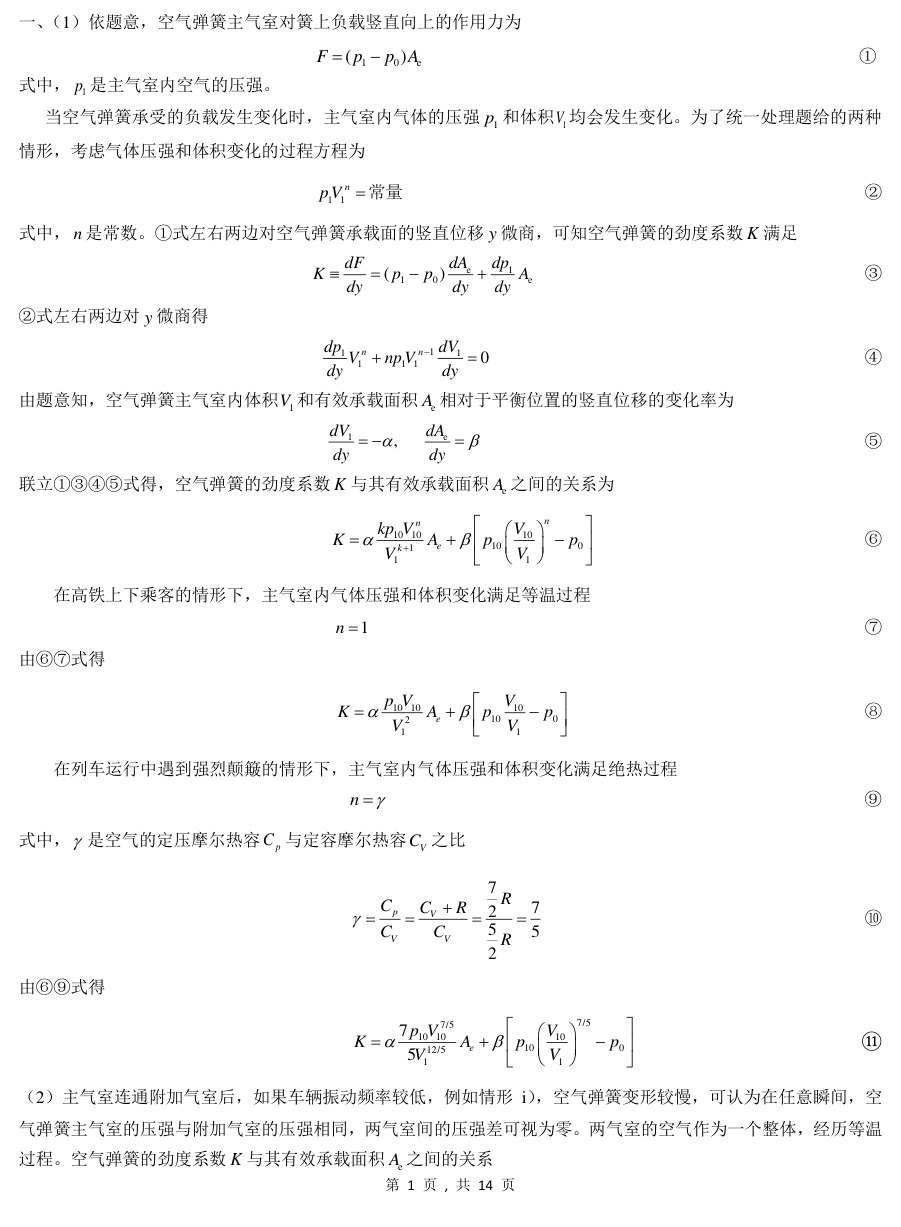 一、（1）依题意，空气弹簧主气室对簧上负载竖直向上的作用力为
F = (p₁ − p₀)Aₑ ①
式中， p₁ 是主气室内空气的压强。
当空气弹簧承受的负载发生变化时，主气室内气体的压强 p₁ 和体积V₁ 均会发生变化。为了统一处理题给的两种
情形，考虑气体压强和体积变化的过程方程为
p₁V₁ⁿ = 常量 ②
式中， n 是常数。①式左右两边对空气弹簧承载面的竖直位移 y 微商，可知空气弹簧的劲度系数 K 满足
K ≡ dF/dy = (p₁ − p₀) dAₑ/dy + dp₁/dy Aₑ ③
②式左右两边对 y 微商得
dp₁/dy V₁ⁿ + np₁V₁ⁿ⁻¹ dV₁/dy = 0 ④
由题意知，空气弹簧主气室内体积V₁ 和有效承载面积 Aₑ 相对于平衡位置的竖直位移的变化率为
dV₁/dy = −α, dAₑ/dy = β ⑤
联立①③④⑤式得，空气弹簧的劲度系数 K 与其有效承载面积 Aₑ 之间的关系为
K = α kp₁₀V₁₀ⁿ/V₁ᵏ⁺¹ Aₑ + β[p₁₀(V₁₀/V₁)ⁿ − p₀] ⑥
在高铁上下乘客的情形下，主气室内气体压强和体积变化满足等温过程
n = 1 ⑦
由⑥⑦式得
K = α p₁₀V₁₀/V₁² Aₑ + β[p₁₀ V₁₀/V₁ − p₀] ⑧
在列车运行中遇到强烈颠簸的情形下，主气室内气体压强和体积变化满足绝热过程
n = γ ⑨
式中， γ 是空气的定压摩尔热容 C_p 与定容摩尔热容 C_V 之比
γ = C_p/C_V = (C_V + R)/C_V = (7/2 R)/(5/2 R) = 7/5 ⑩
由⑥⑨式得
K = α 7p₁₀V₁₀^(7/5)/5V₁^(12/5) Aₑ + β[p₁₀(V₁₀/V₁)^(7/5) − p₀] ⑪
（2）主气室连通附加气室后，如果车辆振动频率较低，例如情形 i），空气弹簧变形较慢，可认为在任意瞬间，空
气弹簧主气室的压强与附加气室的压强相同，两气室间的压强差可视为零。两气室的空气作为一个整体，经历等温
过程。空气弹簧的劲度系数 K 与其有效承载面积 Aₑ 之间的关系
第 1 页 , 共 14 页